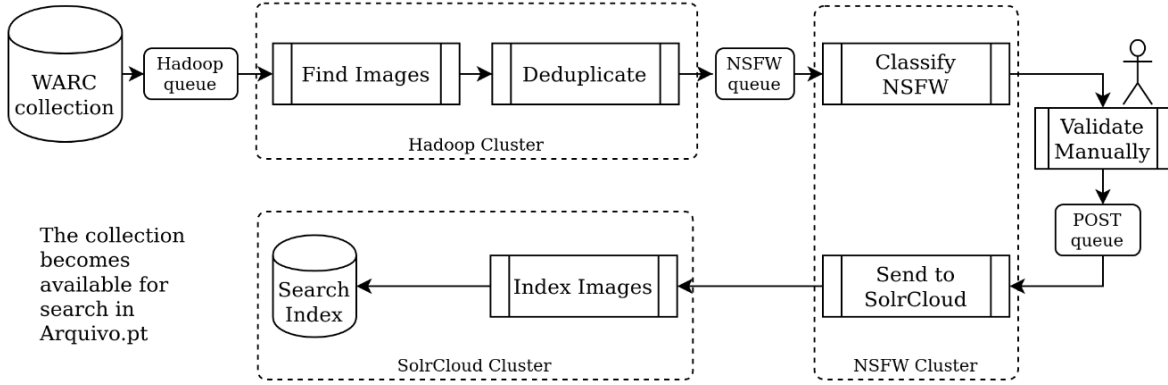 WARC
collection
Hadoop
queue
Find Images
Deduplicate
Hadoop Cluster
NSFW
queue
Classify
NSFW
Validate
Manually
POST
queue
Send to
SolrCloud
NSFW Cluster
Index Images
Search
Index
SolrCloud Cluster
The collection
becomes
available for
search in
Arquivo.pt